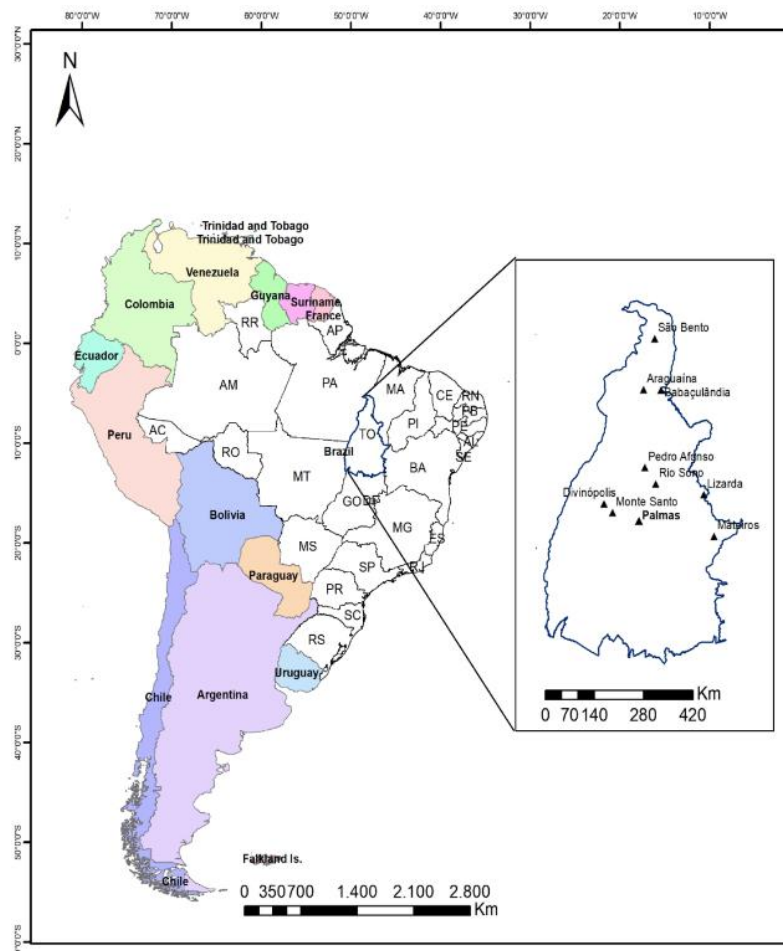 80°0'0"W 70°0'0"W 60°0'0"W 50°0'0"W 40°0'0"W 30°0'0"W 20°0'0"W 10°0'0"W
N
20°0'0"N
10°0'0"N
0°0'0"
10°0'0"S
20°0'0"S
30°0'0"S
40°0'0"S
50°0'0"S
Trinidad and Tobago
Trinidad and Tobago
Venezuela
Guyana
Suriname
France
Colombia
RR
AP
Ecuador
AM
PA
MA
CE
RN
PB
PE
AL
SE
PI
TO
Peru
AC
RO
Brazil
BA
MT
Bolivia
GO
DF
MG
ES
MS
SP
RJ
Paraguay
PR
SC
RS
Uruguay
Chile
Argentina
Falkland Is.
Chile
0 350 700 1.400 2.100 2.800
Km
São Bento
Araguaína
Babaçulândia
Pedro Afonso
Rio Sono
Lizarda
Divinópolis
Monte Santo
Palmas
Mateiros
Km
0 70 140 280 420